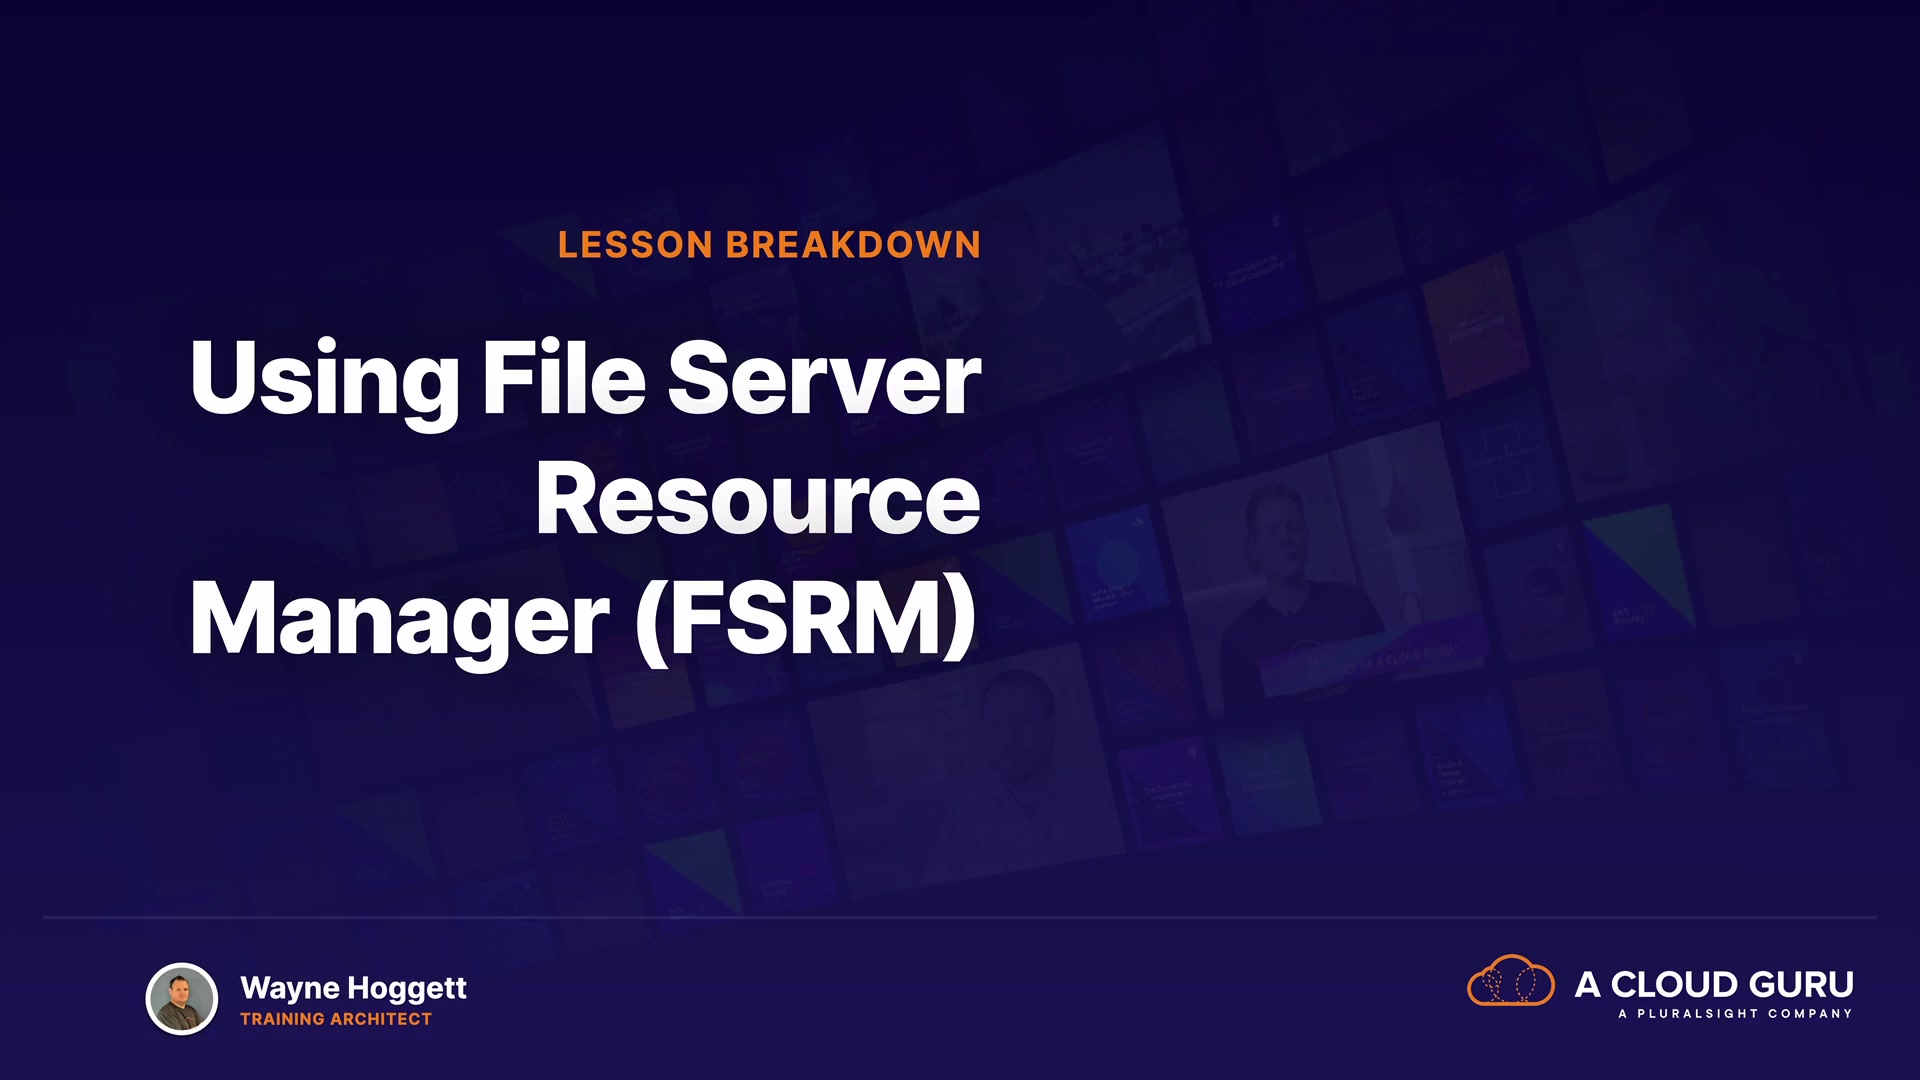 LESSON BREAKDOWN
Using File Server
Resource
Manager (FSRM)
Wayne Hoggett
TRAINING ARCHITECT
A CLOUD GURU
A PLURALSIGHT COMPANY